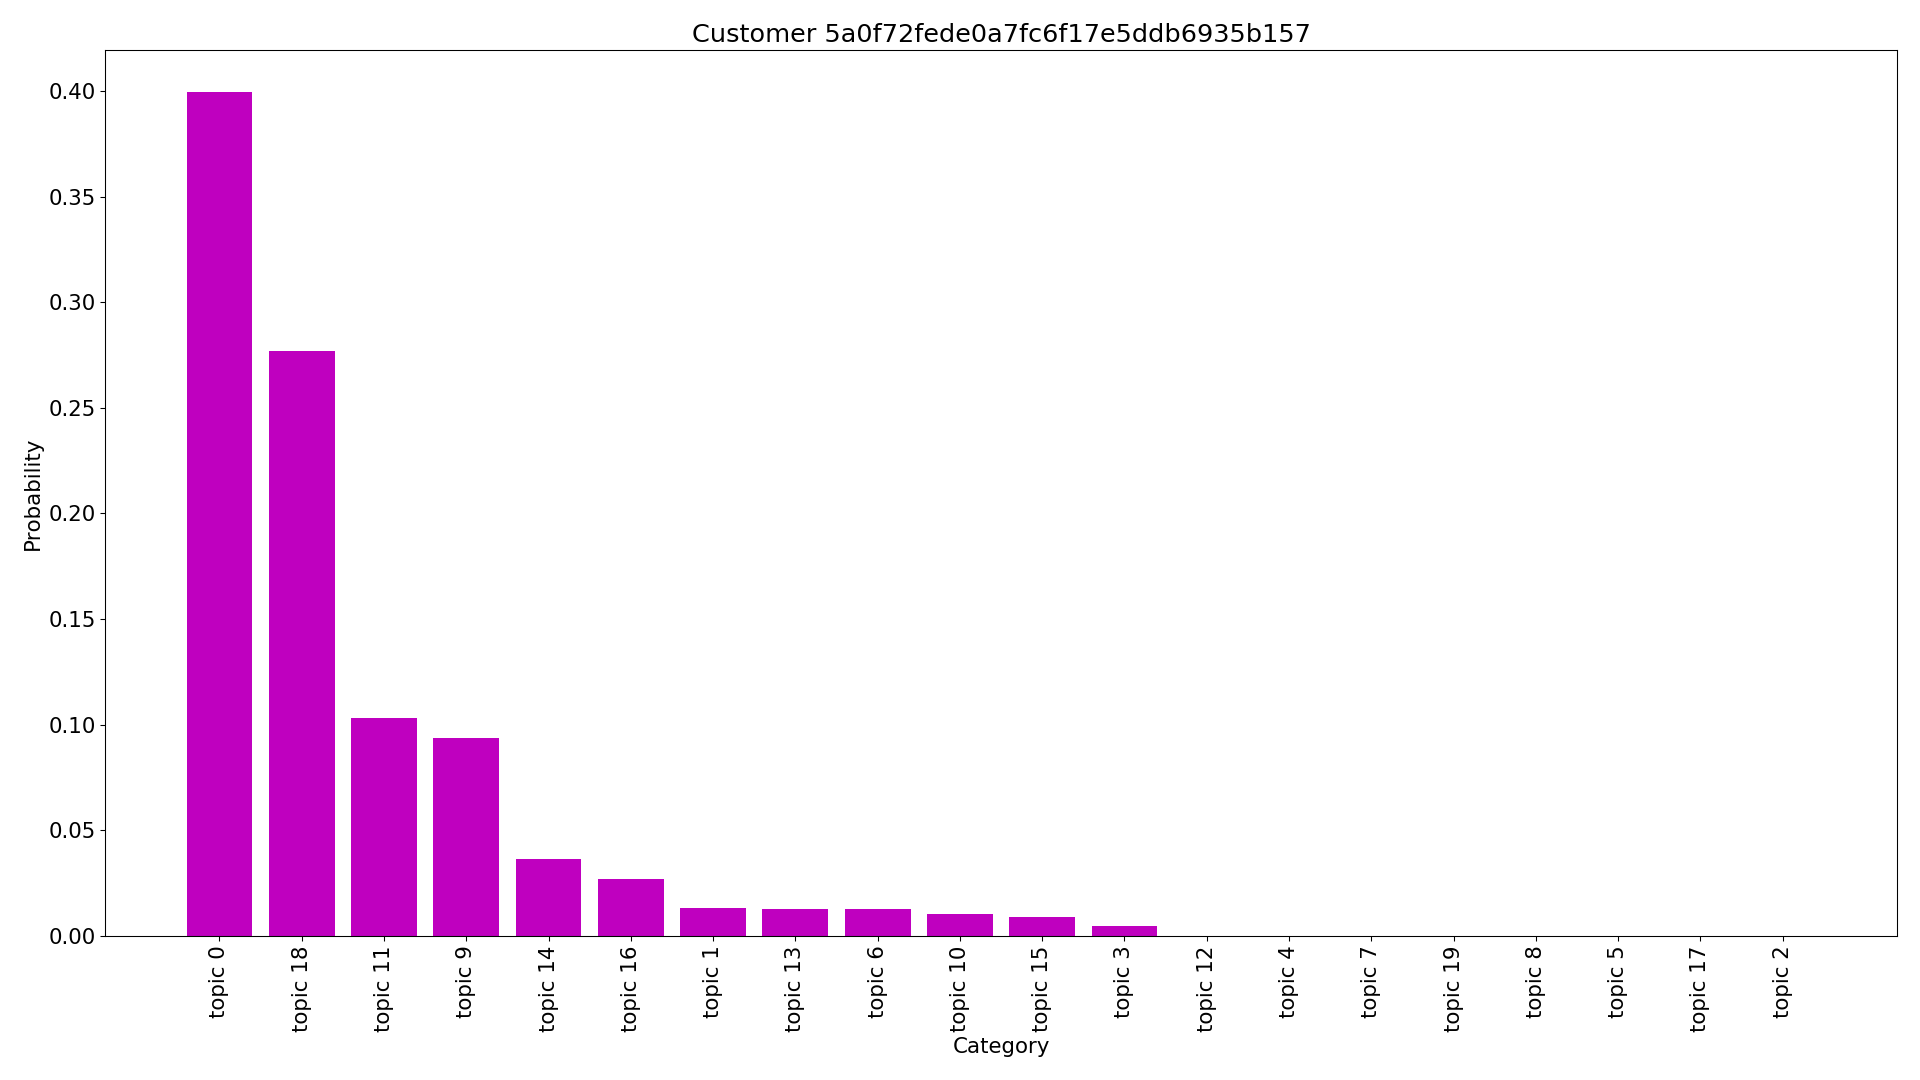 Customer 5a0f72fede0a7fc6f17e5ddb6935b157
0.40
0.35
0.30
0.25
0.20
0.15
0.10
0.05
0.00
Probability
topic 0
topic 18
topic 11
topic 9
topic 14
topic 16
topic 1
topic 13
topic 6
topic 10
topic 15
topic 3
topic 12
topic 4
topic 7
topic 19
topic 8
topic 5
topic 17
topic 2
Category